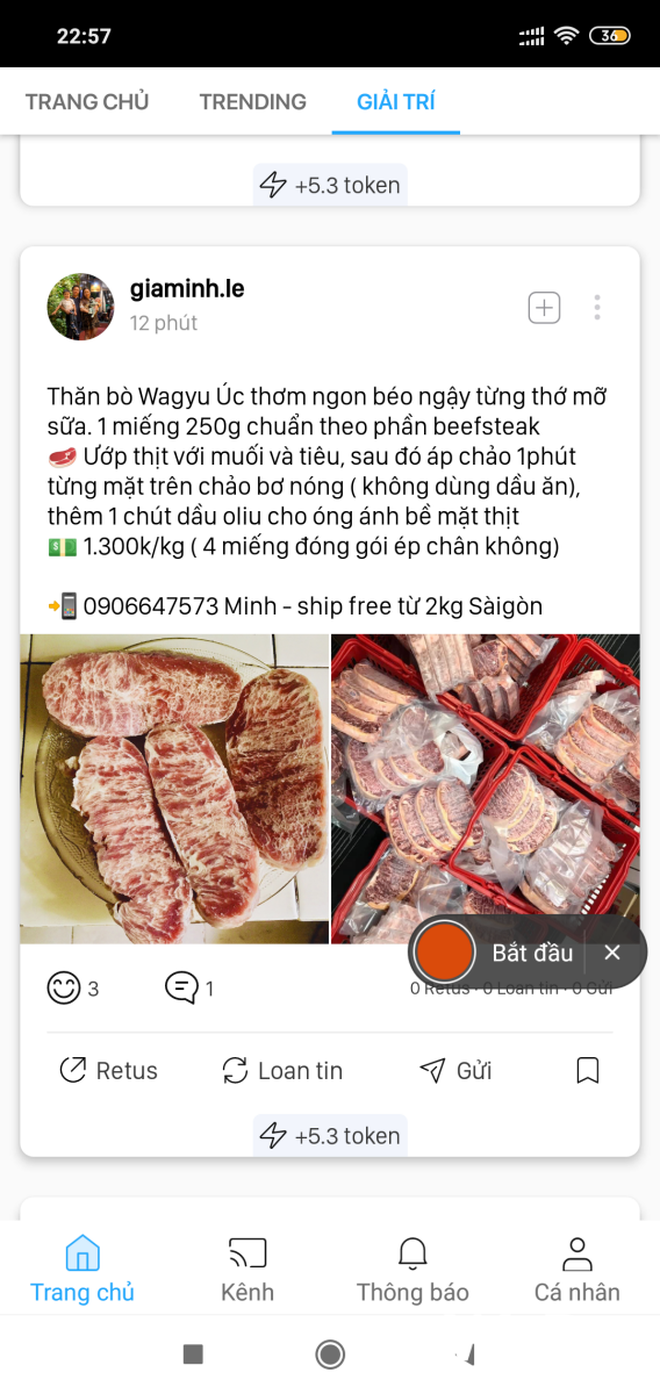 22:57
36
TRANG CHỦ TRENDING GIẢI TRÍ
+5.3 token
giaminh.le
12 phút
Thăn bò Wagyu Úc thơm ngon béo ngậy từng thớ mỡ
sữa. 1 miếng 250g chuẩn theo phần beefsteak
🥩 Ướp thịt với muối và tiêu, sau đó áp chảo 1phút
từng mặt trên chảo bơ nóng ( không dùng dầu ăn),
thêm 1 chút dầu oliu cho óng ánh bề mặt thịt
💵 1.300k/kg ( 4 miếng đóng gói ép chân không)
📲 0906647573 Minh - ship free từ 2kg Sàigòn
Bắt đầu
3 1 0 Retus · 0 Loan tin · 0 Gửi
Retus Loan tin Gửi
+5.3 token
Trang chủ Kênh Thông báo Cá nhân